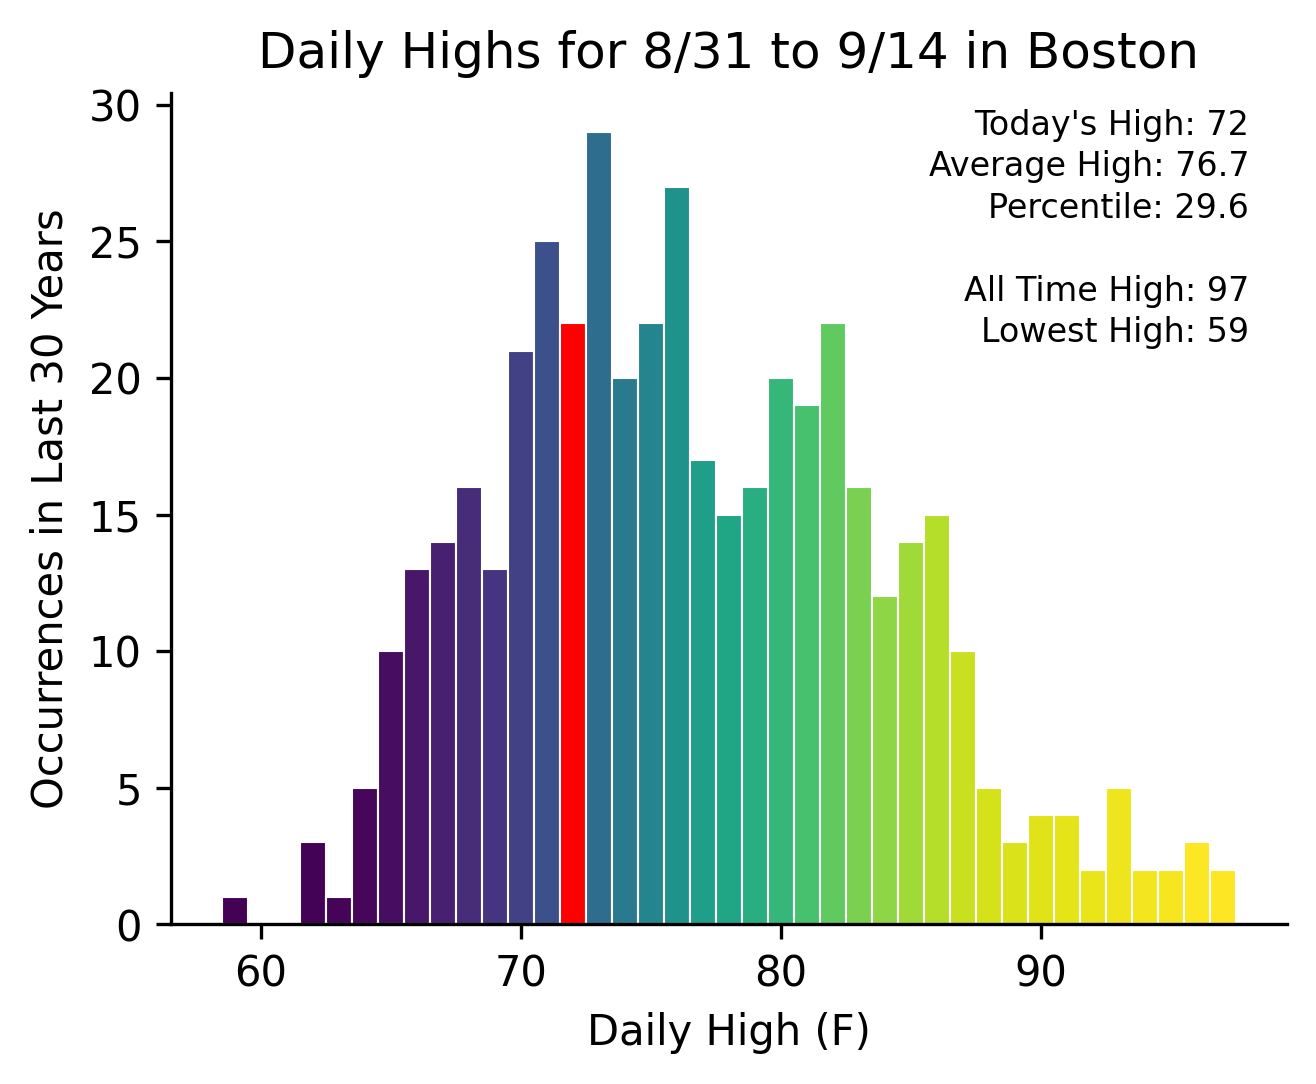 Daily Highs for 8/31 to 9/14 in Boston
Today's High: 72
Average High: 76.7
Percentile: 29.6
All Time High: 97
Lowest High: 59
Occurrences in Last 30 Years
30
25
20
15
10
5
0
60
70
80
90
Daily High (F)